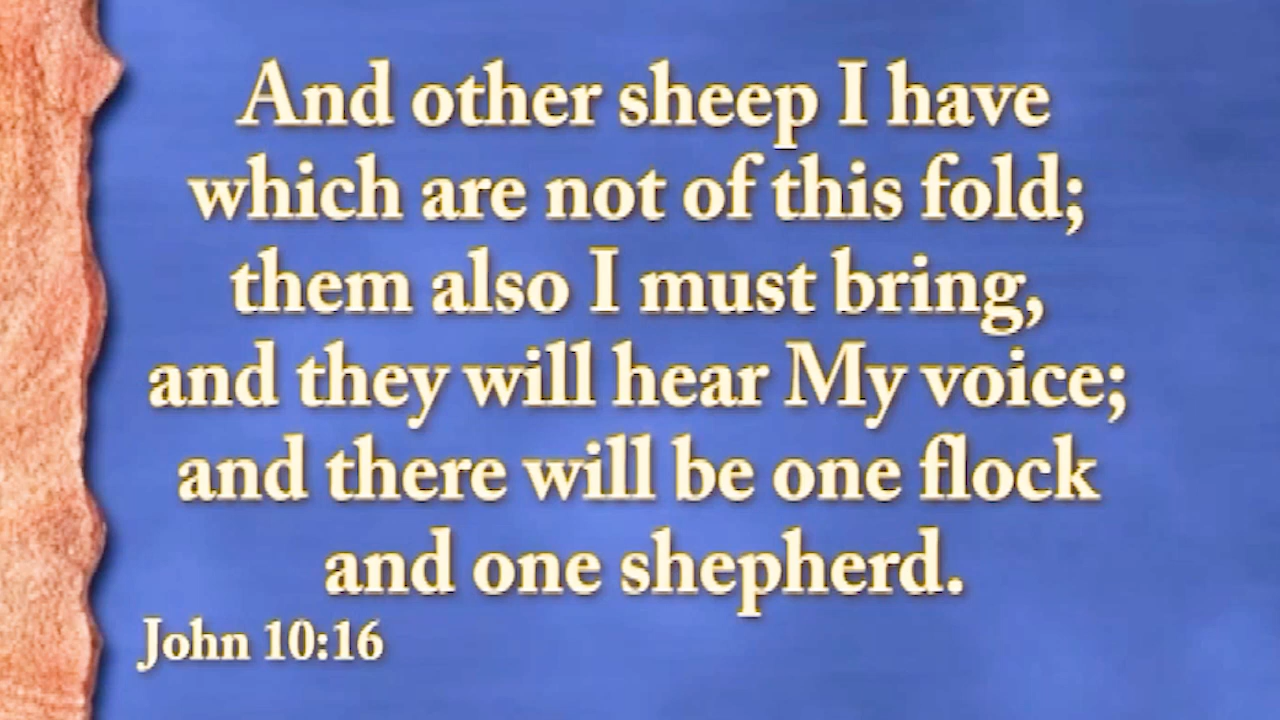 And other sheep I have
which are not of this fold;
them also I must bring,
and they will hear My voice;
and there will be one flock
and one shepherd.
John 10:16